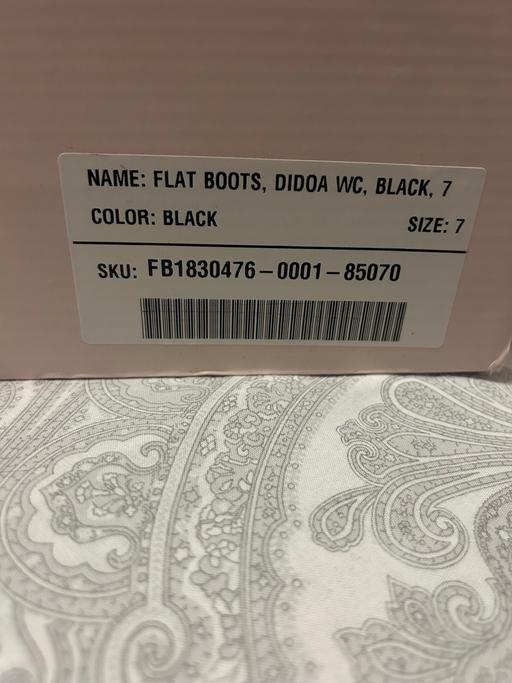 NAME: FLAT BOOTS, DIDOA WC, BLACK, 7
COLOR: BLACK SIZE: 7
SKU: FB1830476-0001-85070